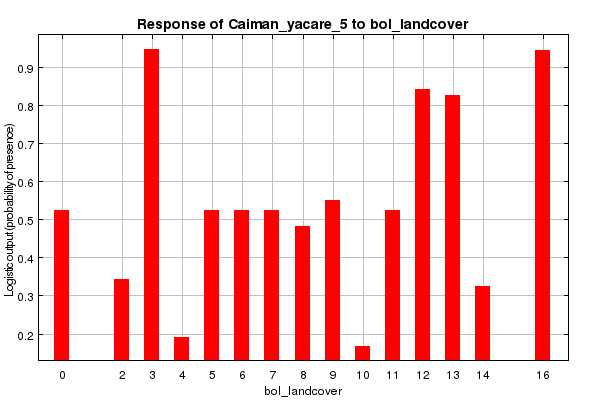 Response of Caiman_yacare_5 to bol_landcover
Logistic output (probability of presence)
0.9
0.8
0.7
0.6
0.5
0.4
0.3
0.2
0 2 3 4 5 6 7 8 9 10 11 12 13 14 16
bol_landcover